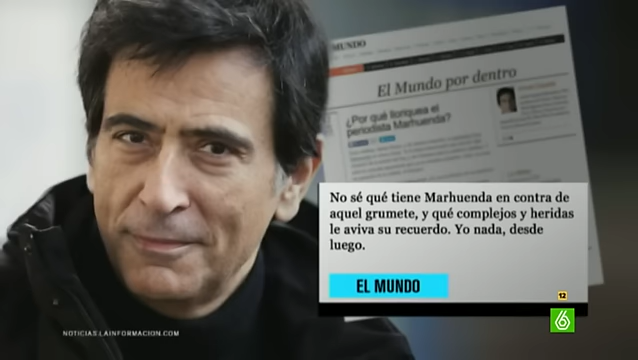 MUNDO
El Mundo por dentro
¿Por qué lloriquea el
periodista Marhuenda?
No sé qué tiene Marhuenda en contra de
aquel grumete, y qué complejos y heridas
le aviva su recuerdo. Yo nada, desde
luego.
EL MUNDO
12
6
NOTICIAS.LAINFORMACION.COM